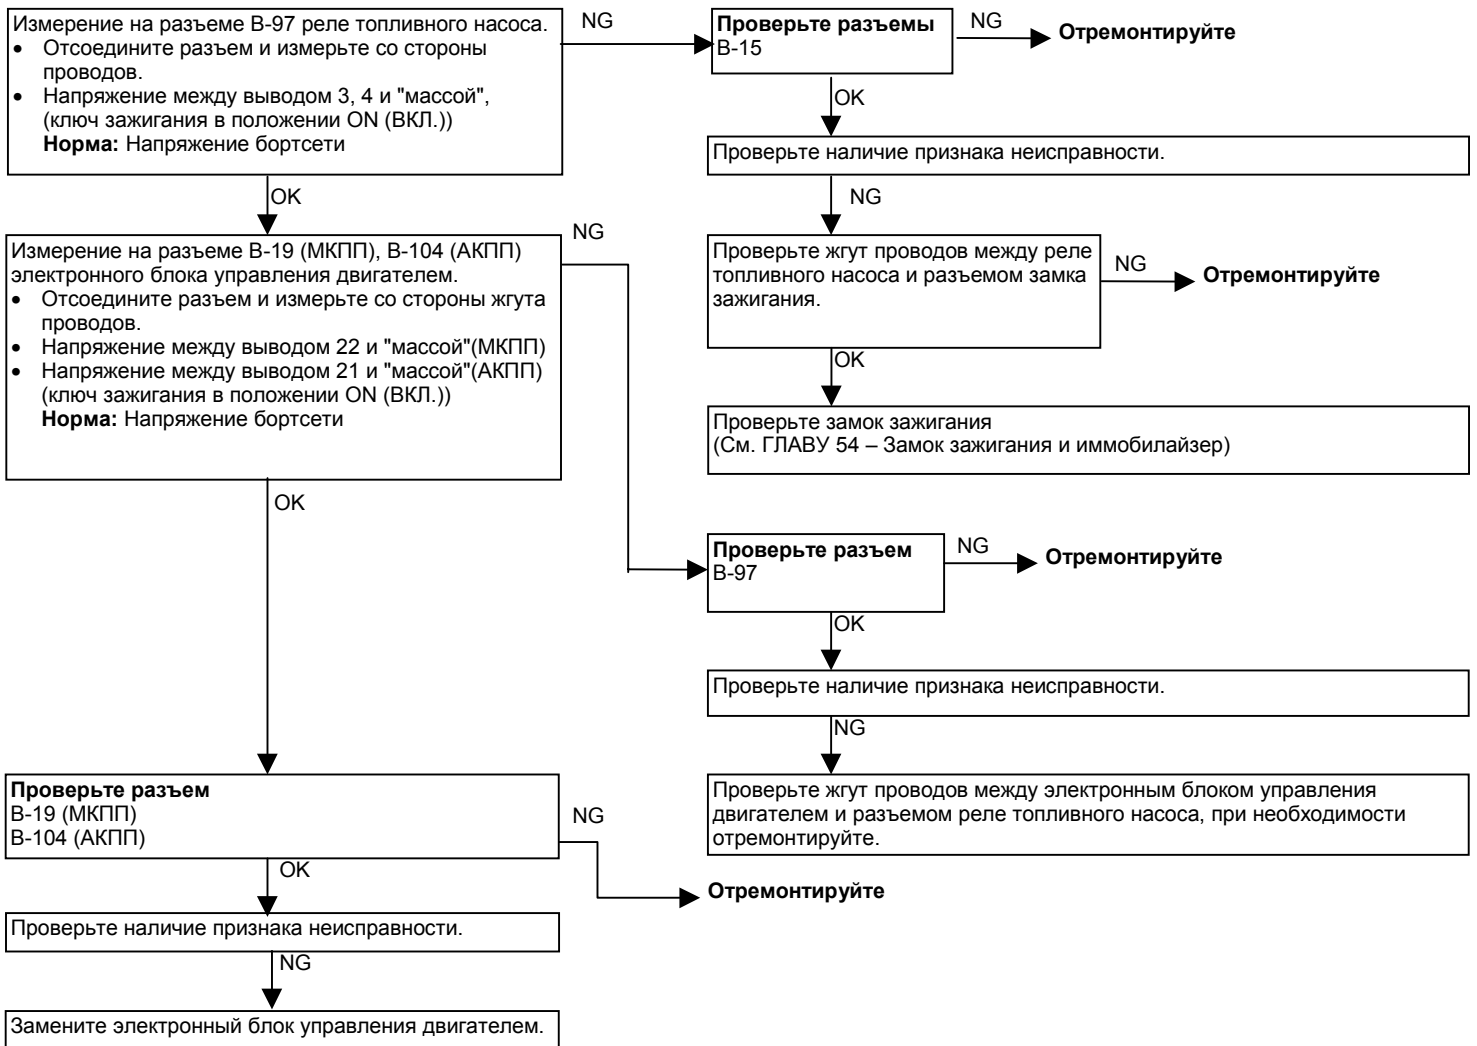 Измерение на разъеме B-97 реле топливного насоса.
• Отсоедините разъем и измерьте со стороны
проводов.
• Напряжение между выводом 3, 4 и "массой",
(ключ зажигания в положении ON (ВКЛ.))
Норма: Напряжение бортсети
NG
Проверьте разъемы
B-15
NG
Отремонтируйте
OK
Проверьте наличие признака неисправности.
NG
Проверьте жгут проводов между реле
топливного насоса и разъемом замка
зажигания.
NG
Отремонтируйте
OK
Проверьте замок зажигания
(См. ГЛАВУ 54 – Замок зажигания и иммобилайзер)
OK
Измерение на разъеме B-19 (МКПП), B-104 (АКПП)
электронного блока управления двигателем.
• Отсоедините разъем и измерьте со стороны жгута
проводов.
• Напряжение между выводом 22 и "массой"(МКПП)
• Напряжение между выводом 21 и "массой"(АКПП)
(ключ зажигания в положении ON (ВКЛ.))
Норма: Напряжение бортсети
NG
Проверьте разъем
B-97
NG
Отремонтируйте
OK
Проверьте наличие признака неисправности.
NG
Проверьте жгут проводов между электронным блоком управления
двигателем и разъемом реле топливного насоса, при необходимости
отремонтируйте.
OK
Проверьте разъем
B-19 (МКПП)
B-104 (АКПП)
NG
Отремонтируйте
OK
Проверьте наличие признака неисправности.
NG
Замените электронный блок управления двигателем.